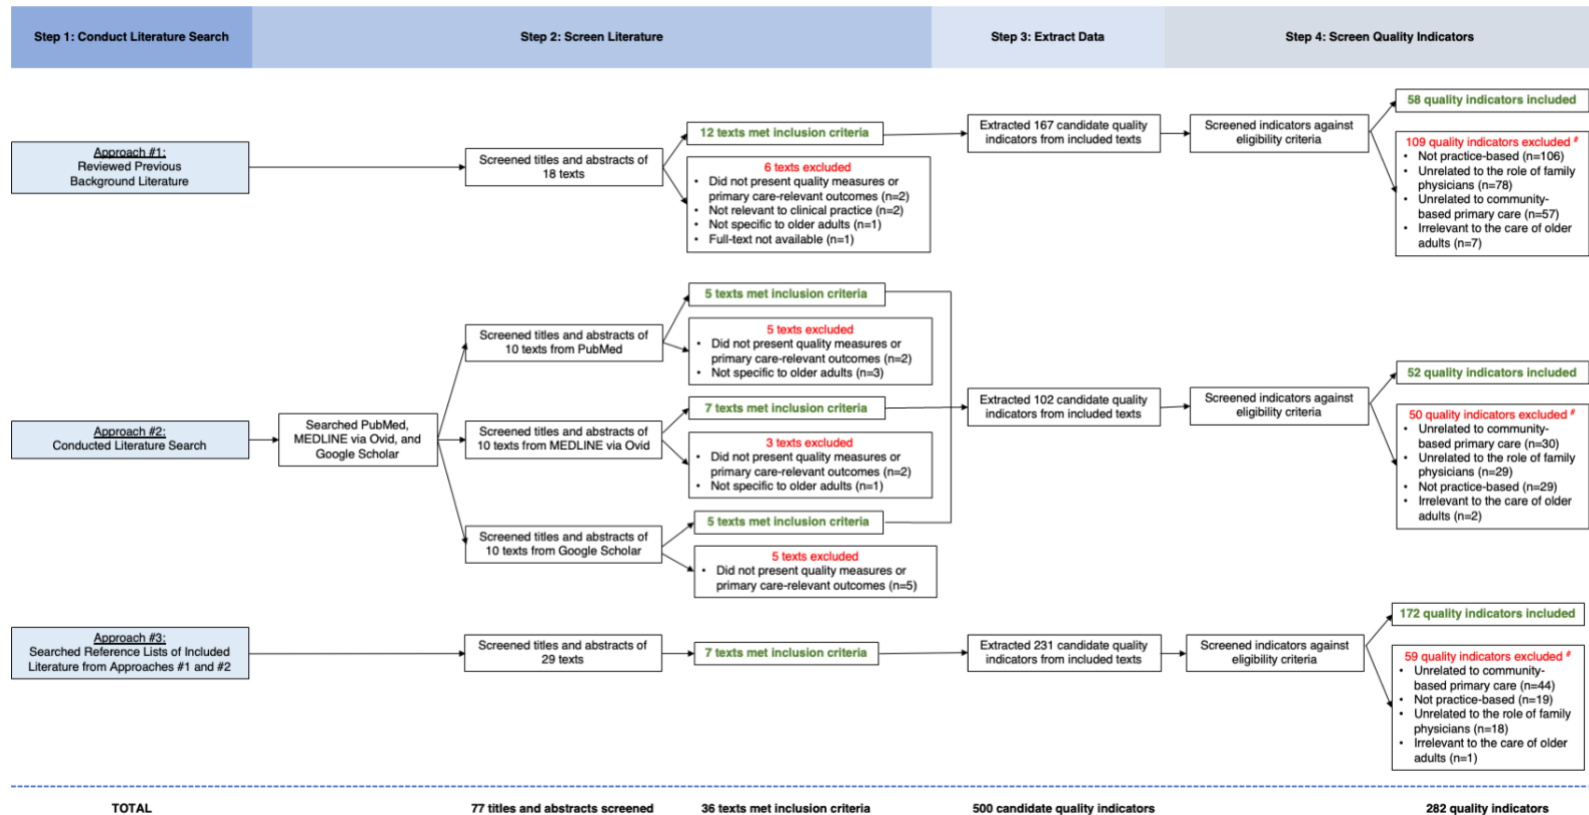 Step 1: Conduct Literature Search
Step 2: Screen Literature
Step 3: Extract Data
Step 4: Screen Quality Indicators
Approach #1:
Reviewed Previous
Background Literature
Screened titles and abstracts of
18 texts
12 texts met inclusion criteria
6 texts excluded
• Did not present quality measures or
primary care-relevant outcomes (n=2)
• Not relevant to clinical practice (n=2)
• Not specific to older adults (n=1)
• Full-text not available (n=1)
Extracted 167 candidate quality
indicators from included texts
Screened indicators against
eligibility criteria
58 quality indicators included
109 quality indicators excluded #
• Not practice-based (n=106)
• Unrelated to the role of family
physicians (n=78)
• Unrelated to community-
based primary care (n=57)
• Irrelevant to the care of older
adults (n=7)
Approach #2:
Conducted Literature Search
Searched PubMed,
MEDLINE via Ovid, and
Google Scholar
Screened titles and abstracts of
10 texts from PubMed
5 texts met inclusion criteria
5 texts excluded
• Did not present quality measures or
primary care-relevant outcomes (n=2)
• Not specific to older adults (n=3)
Screened titles and abstracts of
10 texts from MEDLINE via Ovid
7 texts met inclusion criteria
3 texts excluded
• Did not present quality measures or
primary care-relevant outcomes (n=2)
• Not specific to older adults (n=1)
Screened titles and abstracts of
10 texts from Google Scholar
5 texts met inclusion criteria
5 texts excluded
• Did not present quality measures or
primary care-relevant outcomes (n=5)
Extracted 102 candidate quality
indicators from included texts
Screened indicators against
eligibility criteria
52 quality indicators included
50 quality indicators excluded #
• Unrelated to community-
based primary care (n=30)
• Unrelated to the role of family
physicians (n=29)
• Not practice-based (n=29)
• Irrelevant to the care of older
adults (n=2)
Approach #3:
Searched Reference Lists of Included
Literature from Approaches #1 and #2
Screened titles and abstracts of
29 texts
7 texts met inclusion criteria
Extracted 231 candidate quality
indicators from included texts
Screened indicators against
eligibility criteria
172 quality indicators included
59 quality indicators excluded #
• Unrelated to community-
based primary care (n=44)
• Not practice-based (n=19)
• Unrelated to the role of family
physicians (n=18)
• Irrelevant to the care of older
adults (n=1)
TOTAL
77 titles and abstracts screened
36 texts met inclusion criteria
500 candidate quality indicators
282 quality indicators